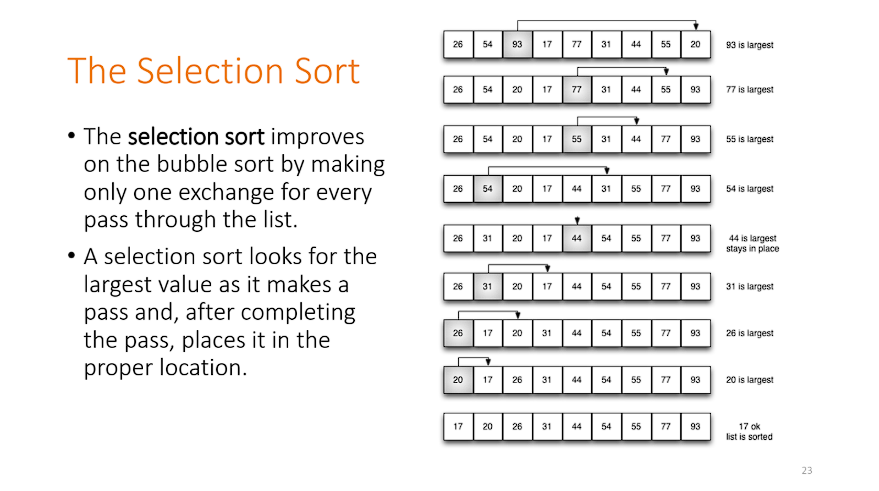 The Selection Sort
• The selection sort improves
on the bubble sort by making
only one exchange for every
pass through the list.
• A selection sort looks for the
largest value as it makes a
pass and, after completing
the pass, places it in the
proper location.
26 54 93 17 77 31 44 55 20 93 is largest
26 54 20 17 77 31 44 55 93 77 is largest
26 54 20 17 55 31 44 77 93 55 is largest
26 54 20 17 44 31 55 77 93 54 is largest
26 31 20 17 44 54 55 77 93 44 is largest
stays in place
26 31 20 17 44 54 55 77 93 31 is largest
26 17 20 31 44 54 55 77 93 26 is largest
20 17 26 31 44 54 55 77 93 20 is largest
17 20 26 31 44 54 55 77 93 17 ok
list is sorted
23